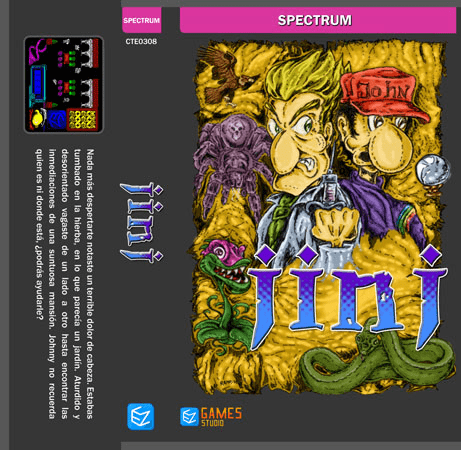 SPECTRUM
CTE0308
SPECTRUM
John
jinj
jinj
GAMES
STUDIO
Nada más despertarte notaste un terrible dolor de cabeza. Estabas
tumbado en la hierba, en lo que parecía un jardín. Aturdido y
desorientado vagaste de un lado a otro hasta encontrar las
inmediaciones de una suntuosa mansion. Johnny no recuerda
quien es ni donde está, ¿podrás ayudarle?